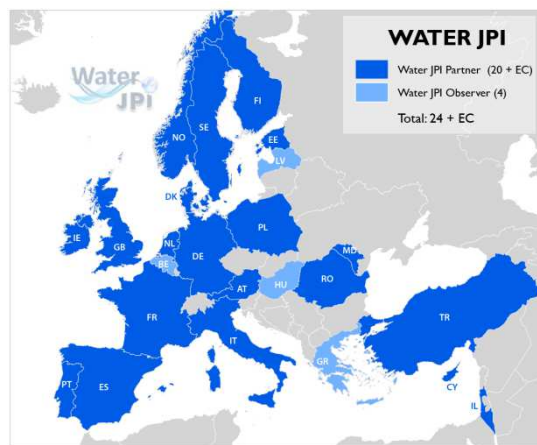 WATER JPI
Water JPI Partner (20 + EC)
Water JPI Observer (4)
Total: 24 + EC
Water
JPI
FI
NO
SE
EE
LV
DK
IE
GB
NL
DE
PL
BE
MD
AT
HU
RO
FR
IT
TR
GR
PT
ES
CY
IL